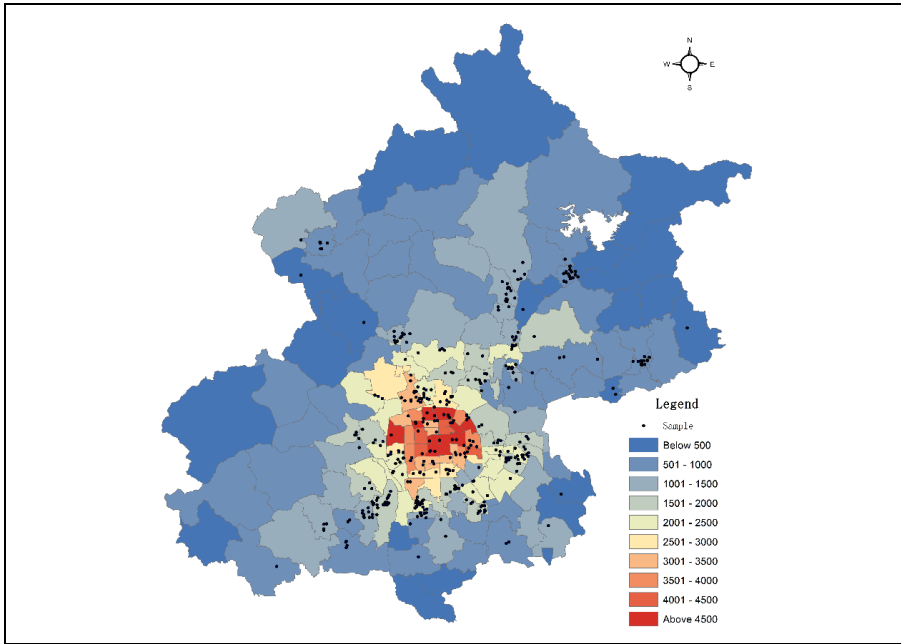 N
W E
S
Legend
Sample
Below 500
501 - 1000
1001 - 1500
1501 - 2000
2001 - 2500
2501 - 3000
3001 - 3500
3501 - 4000
4001 - 4500
Above 4500